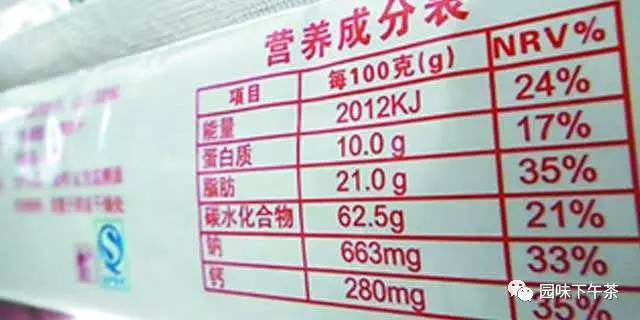 营养成分表
項目 每100克(g) NRV%
能量 2012KJ 24%
蛋白质 10.0 g 17%
脂肪 21.0 g 35%
碳水化合物 62.5g 21%
钠 663mg 33%
钙 280mg 35%
园味下午茶